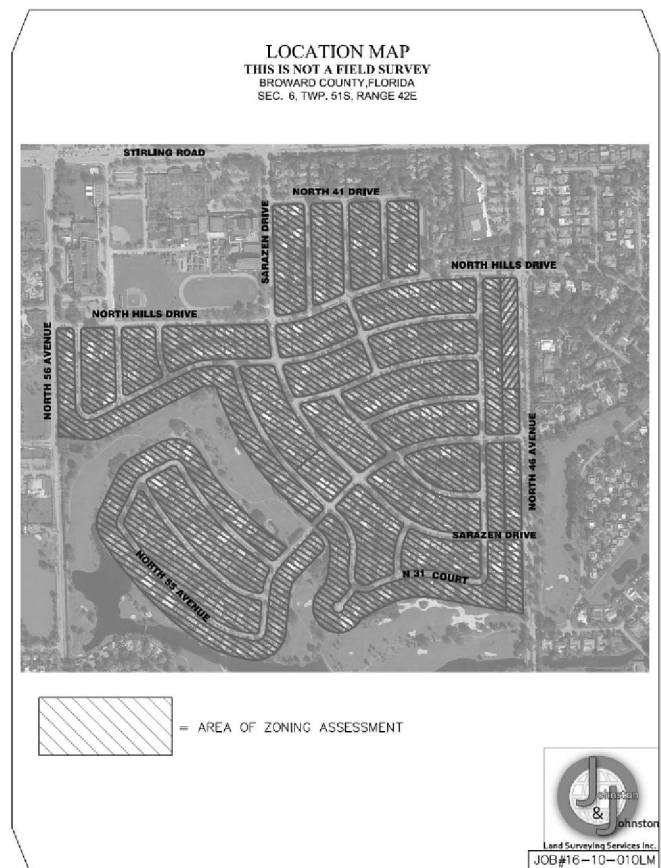 LOCATION MAP
THIS IS NOT A FIELD SURVEY
BROWARD COUNTY,FLORIDA
SEC. 6, TWP. 51S, RANGE 42E
STIRLING ROAD
NORTH 41 DRIVE
SARAZEN DRIVE
NORTH HILLS DRIVE
NORTH HILLS DRIVE
NORTH 56 AVENUE
NORTH 46 AVENUE
SARAZEN DRIVE
N 31 COURT
NORTH 55 AVENUE
= AREA OF ZONING ASSESSMENT
Johnston
&
Johnston
Land Surveying Services Inc.
JOB#16-10-010LM